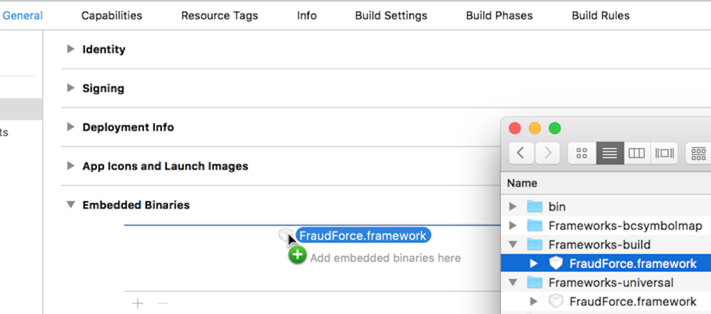 General Capabilities Resource Tags Info Build Settings Build Phases Build Rules
Identity
Signing
ts
Deployment Info
App Icons and Launch Images
Embedded Binaries
FraudForce.framework
Add embedded binaries here
Name
bin
Frameworks-bcsymbolmap
Frameworks-build
FraudForce.framework
Frameworks-universal
FraudForce.framework